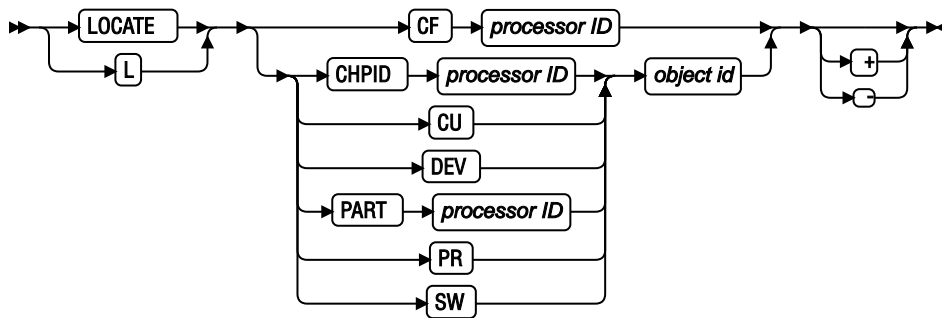 LOCATE CF processor ID
L CHPID processor ID object id +
CU -
DEV
PART processor ID
PR
SW